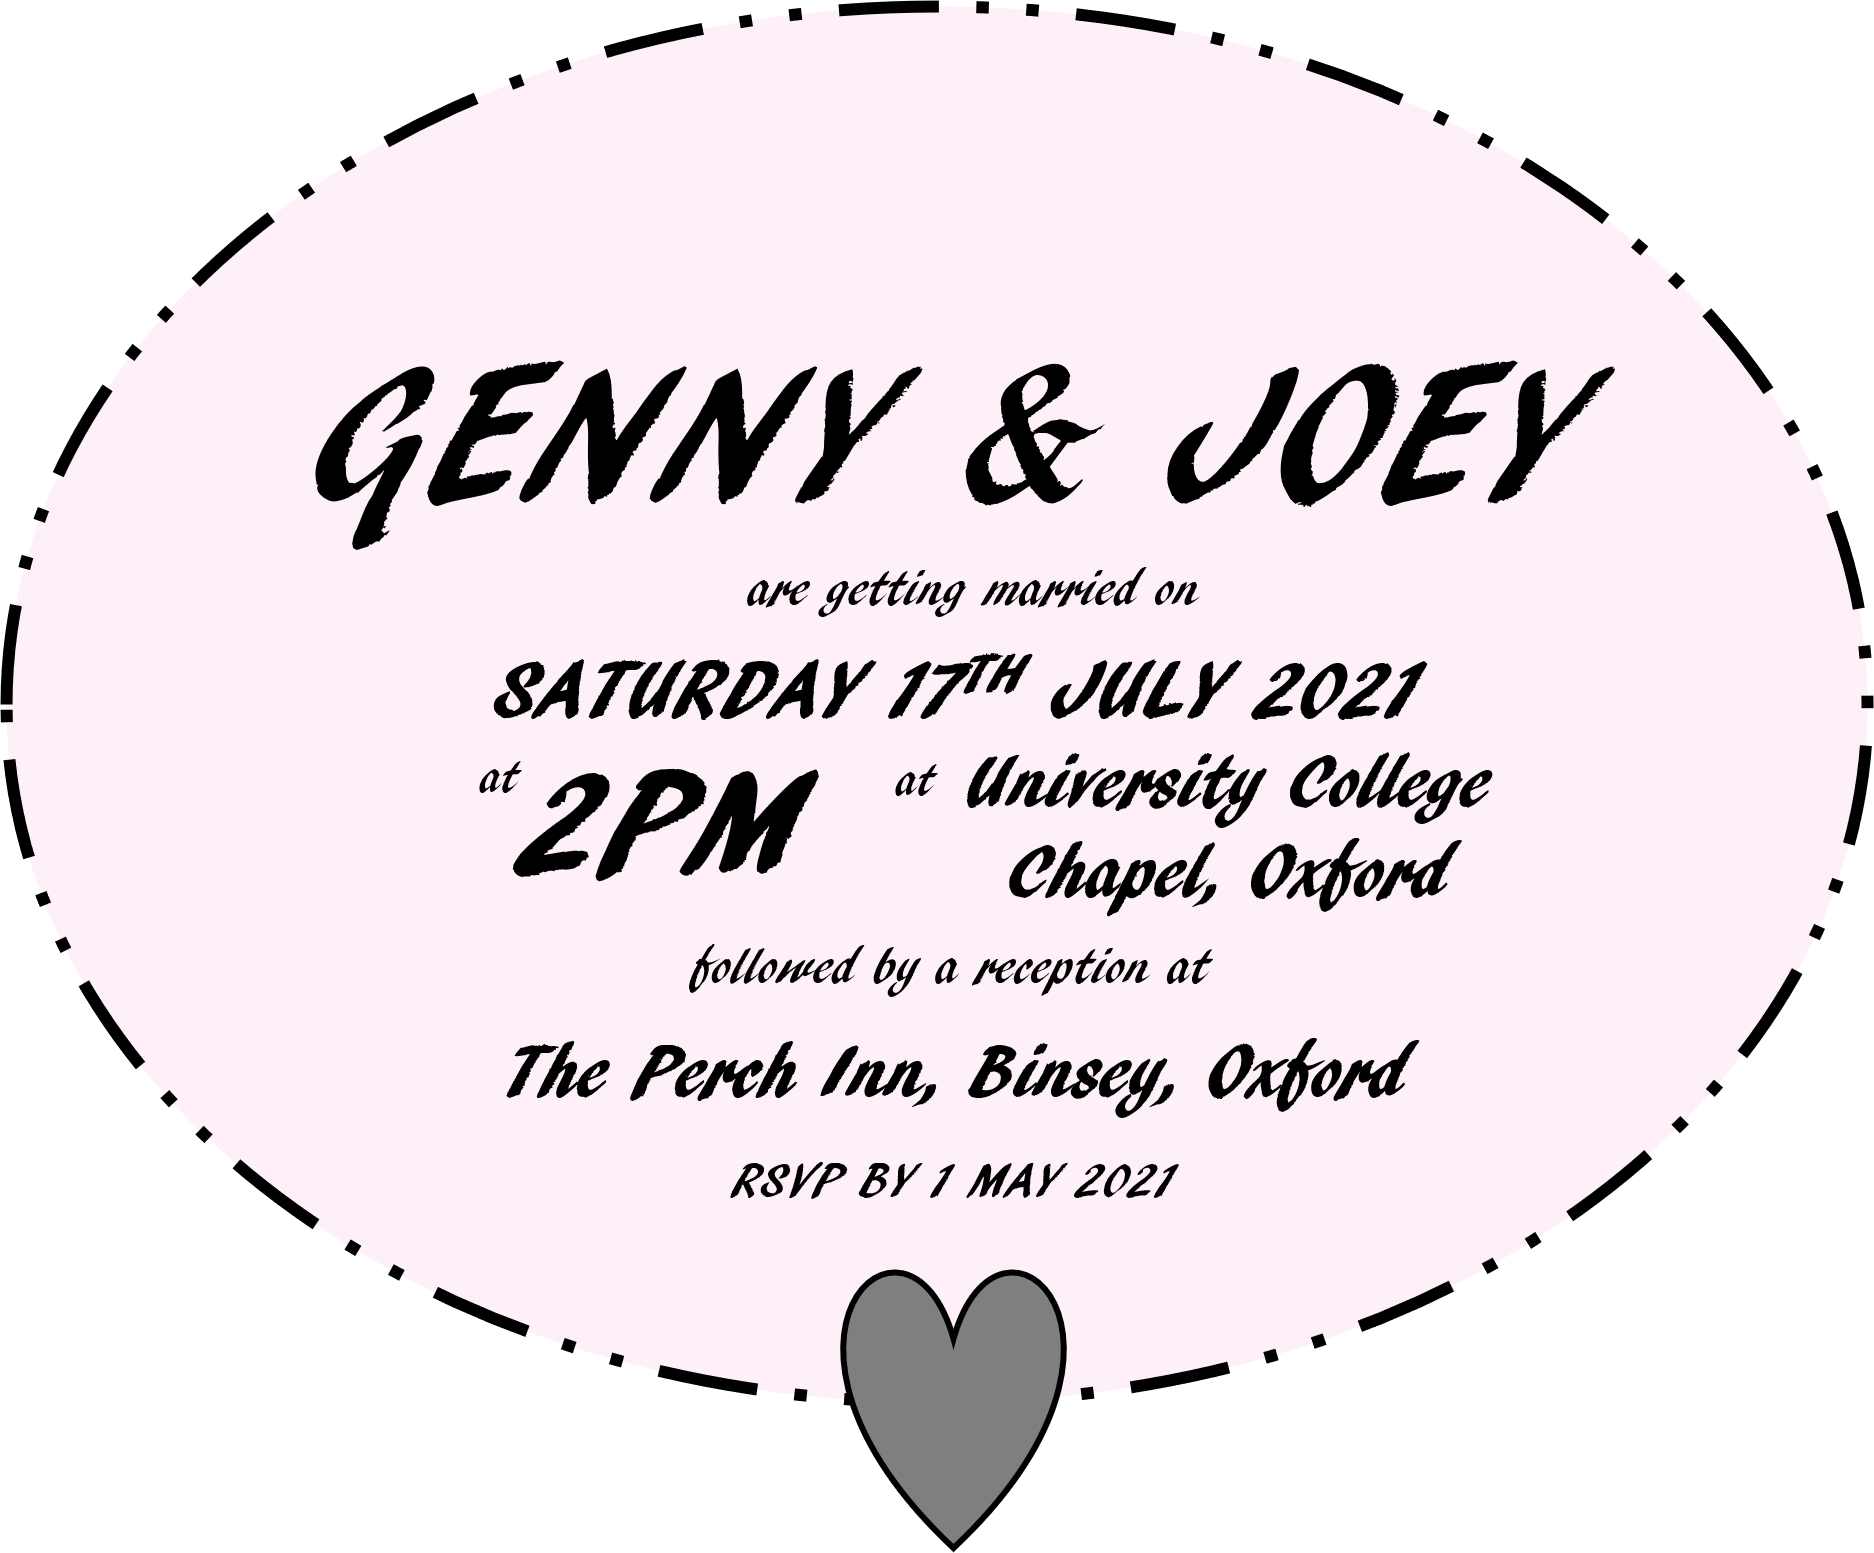 GENNY & JOEY
are getting married on
SATURDAY 17TH JULY 2021
at 2PM
at University College
Chapel, Oxford
followed by a reception at
The Perch Inn, Binsey, Oxford
RSVP BY 1 MAY 2021